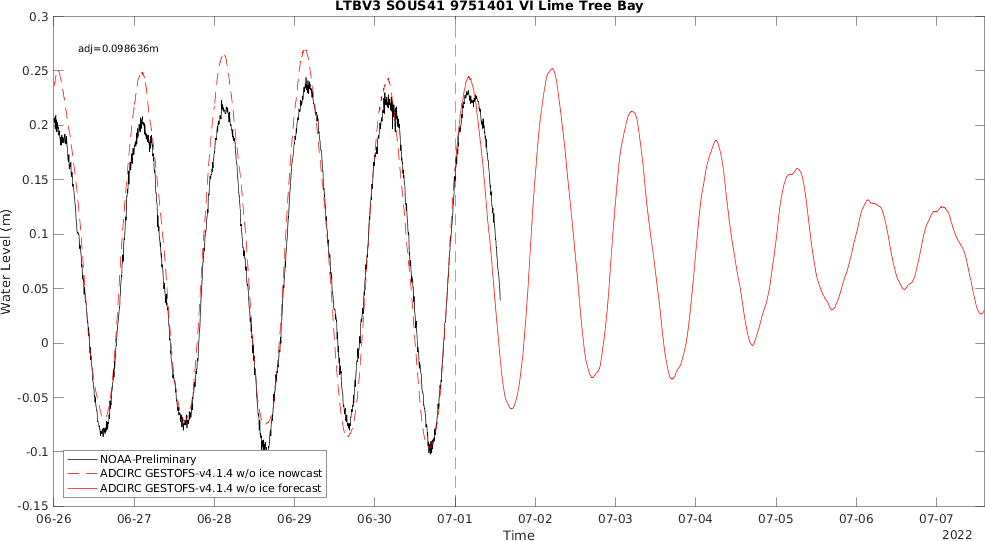 LTBV3 SOUS41 9751401 VI Lime Tree Bay
0.3
adj=0.098636m
0.25
0.2
0.15
0.1
0.05
0
-0.05
-0.1
-0.15
Water Level (m)
NOAA-Preliminary
ADCIRC GESTOFS-v4.1.4 w/o ice nowcast
ADCIRC GESTOFS-v4.1.4 w/o ice forecast
06-26 06-27 06-28 06-29 06-30 07-01 07-02 07-03 07-04 07-05 07-06 07-07
Time
2022